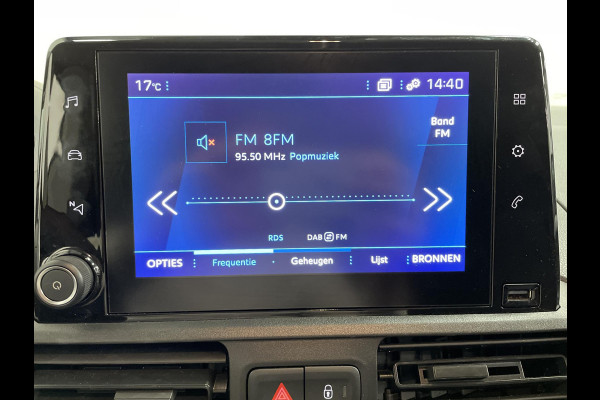 17°C
14:40
Band
FM
FM 8FM
95.50 MHz Popmuziek
RDS DAB FM
OPTIES Frequentie Geheugen Lijst BRONNEN
N